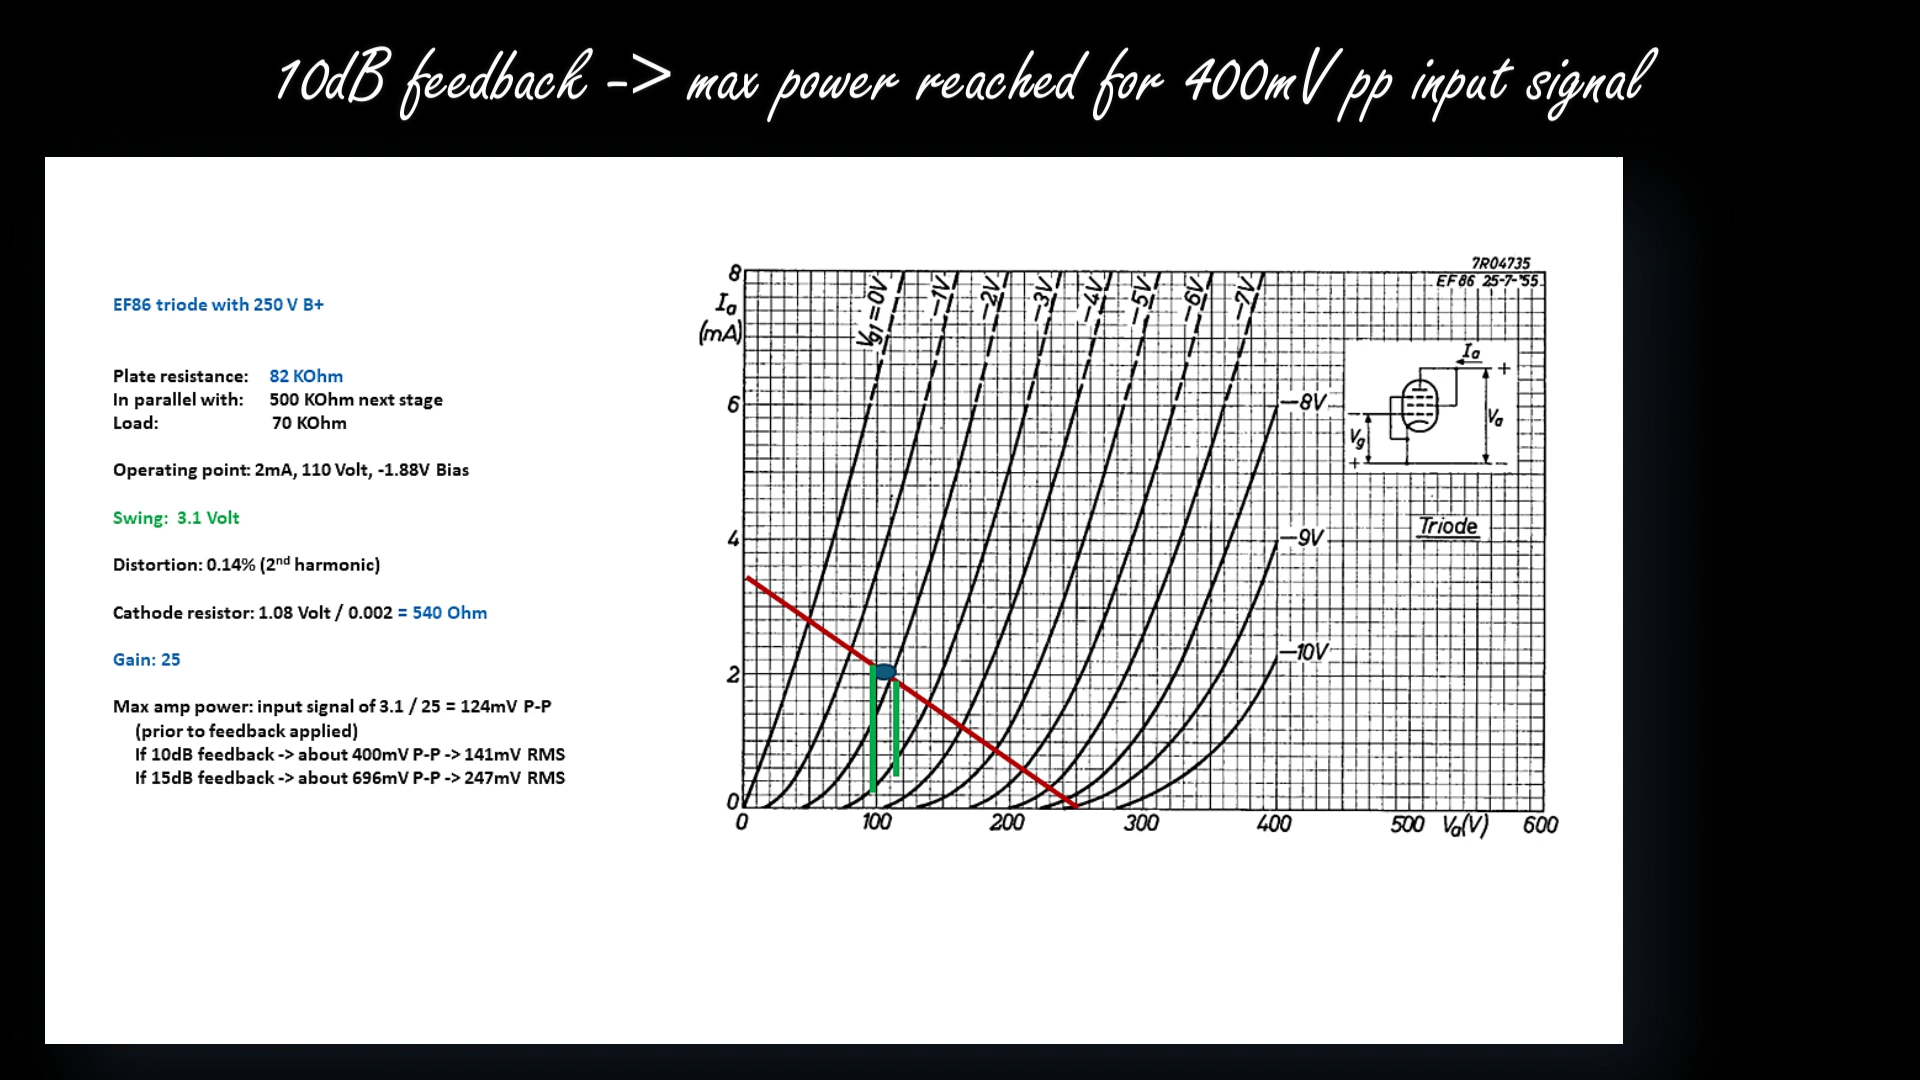 10dB feedback -> max power reached for 400mV pp input signal
EF86 triode with 250 V B+
Plate resistance: 82 KOhm
In parallel with: 500 KOhm next stage
Load: 70 KOhm
Operating point: 2mA, 110 Volt, -1.88V Bias
Swing: 3.1 Volt
Distortion: 0.14% (2nd harmonic)
Cathode resistor: 1.08 Volt / 0.002 = 540 Ohm
Gain: 25
Max amp power: input signal of 3.1 / 25 = 124mV P-P
(prior to feedback applied)
If 10dB feedback -> about 400mV P-P -> 141mV RMS
If 15dB feedback -> about 696mV P-P -> 247mV RMS
7R04735
EF86 25-7-'55
8
Ia
(mA)
6
4
2
0
Vg1=0V
-1V
-2V
-3V
-4V
-5V
-6V
-7V
-8V
-9V
-10V
Ia
+
Va
Vg
+
Triode
0 100 200 300 400 500 Va(V) 600